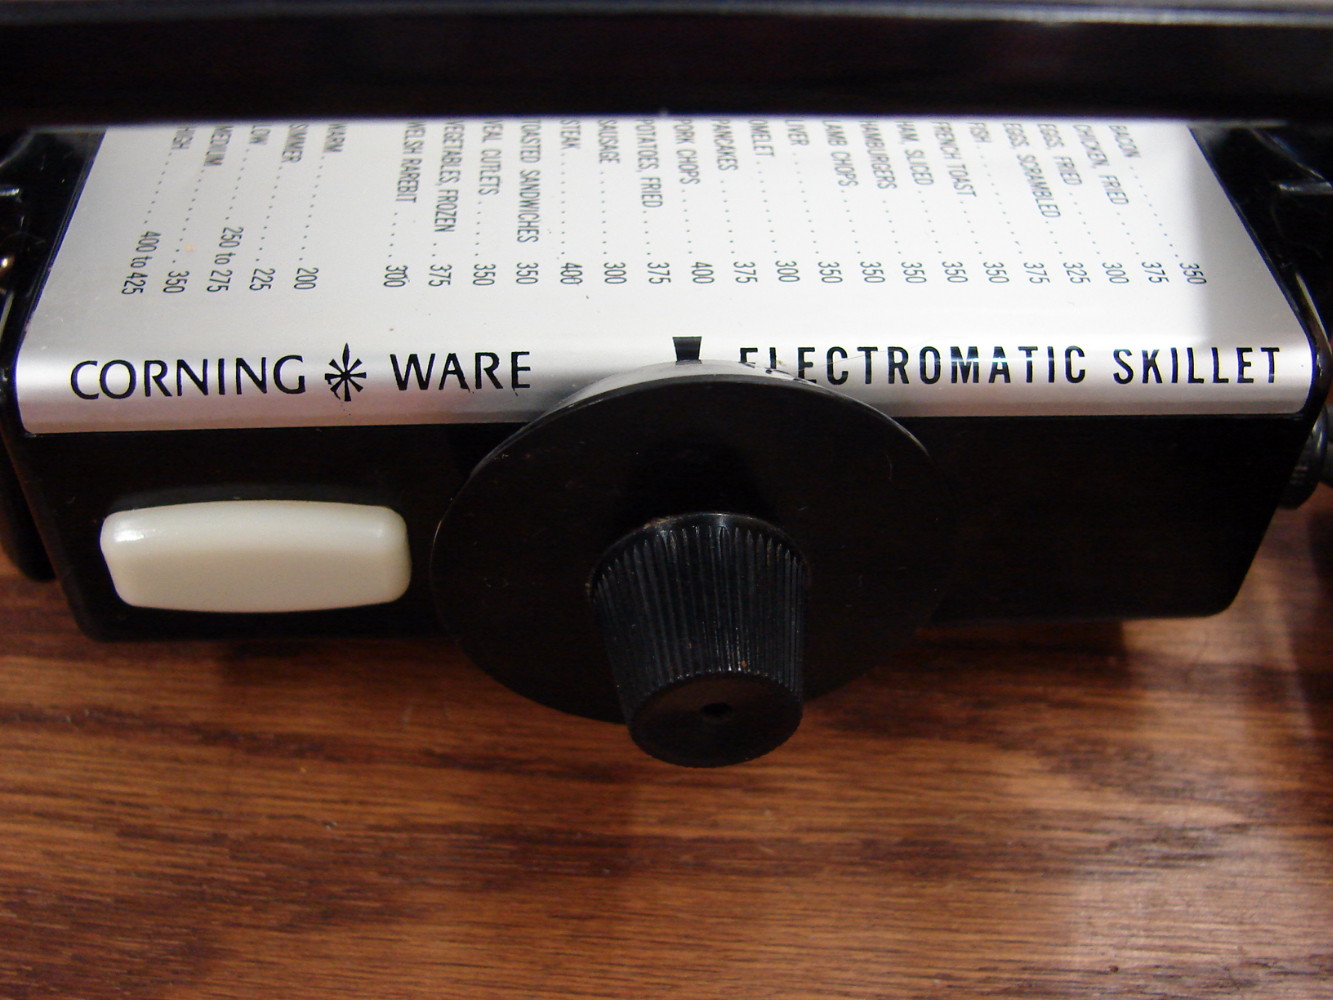 BACON . . . . . . . . 350
CHICKEN, FRIED . . . 375
EGGS, FRIED . . . . . 300
EGGS, SCRAMBLED . . 325
FISH . . . . . . . . . 375
FRENCH TOAST . . . . 350
HAM, SLICED . . . . . 350
HAMBURGERS . . . . . 350
LAMB CHOPS . . . . . 350
LIVER . . . . . . . . 350
OMELET . . . . . . . 300
PANCAKES . . . . . . 375
PORK CHOPS . . . . . 400
POTATOES, FRIED . . . 375
SAUSAGE . . . . . . . 300
STEAK . . . . . . . . 400
TOASTED SANDWICHES 350
VEAL CUTLETS . . . . 350
VEGETABLES, FROZEN . 375
WELSH RAREBIT . . . . 300
WARM . . . . . . . . 200
SIMMER . . . . . . . 225
LOW . . . . . . 250 to 275
MEDIUM . . . . . . . 350
HIGH . . . . . . 400 to 425
CORNING WARE ELECTROMATIC SKILLET